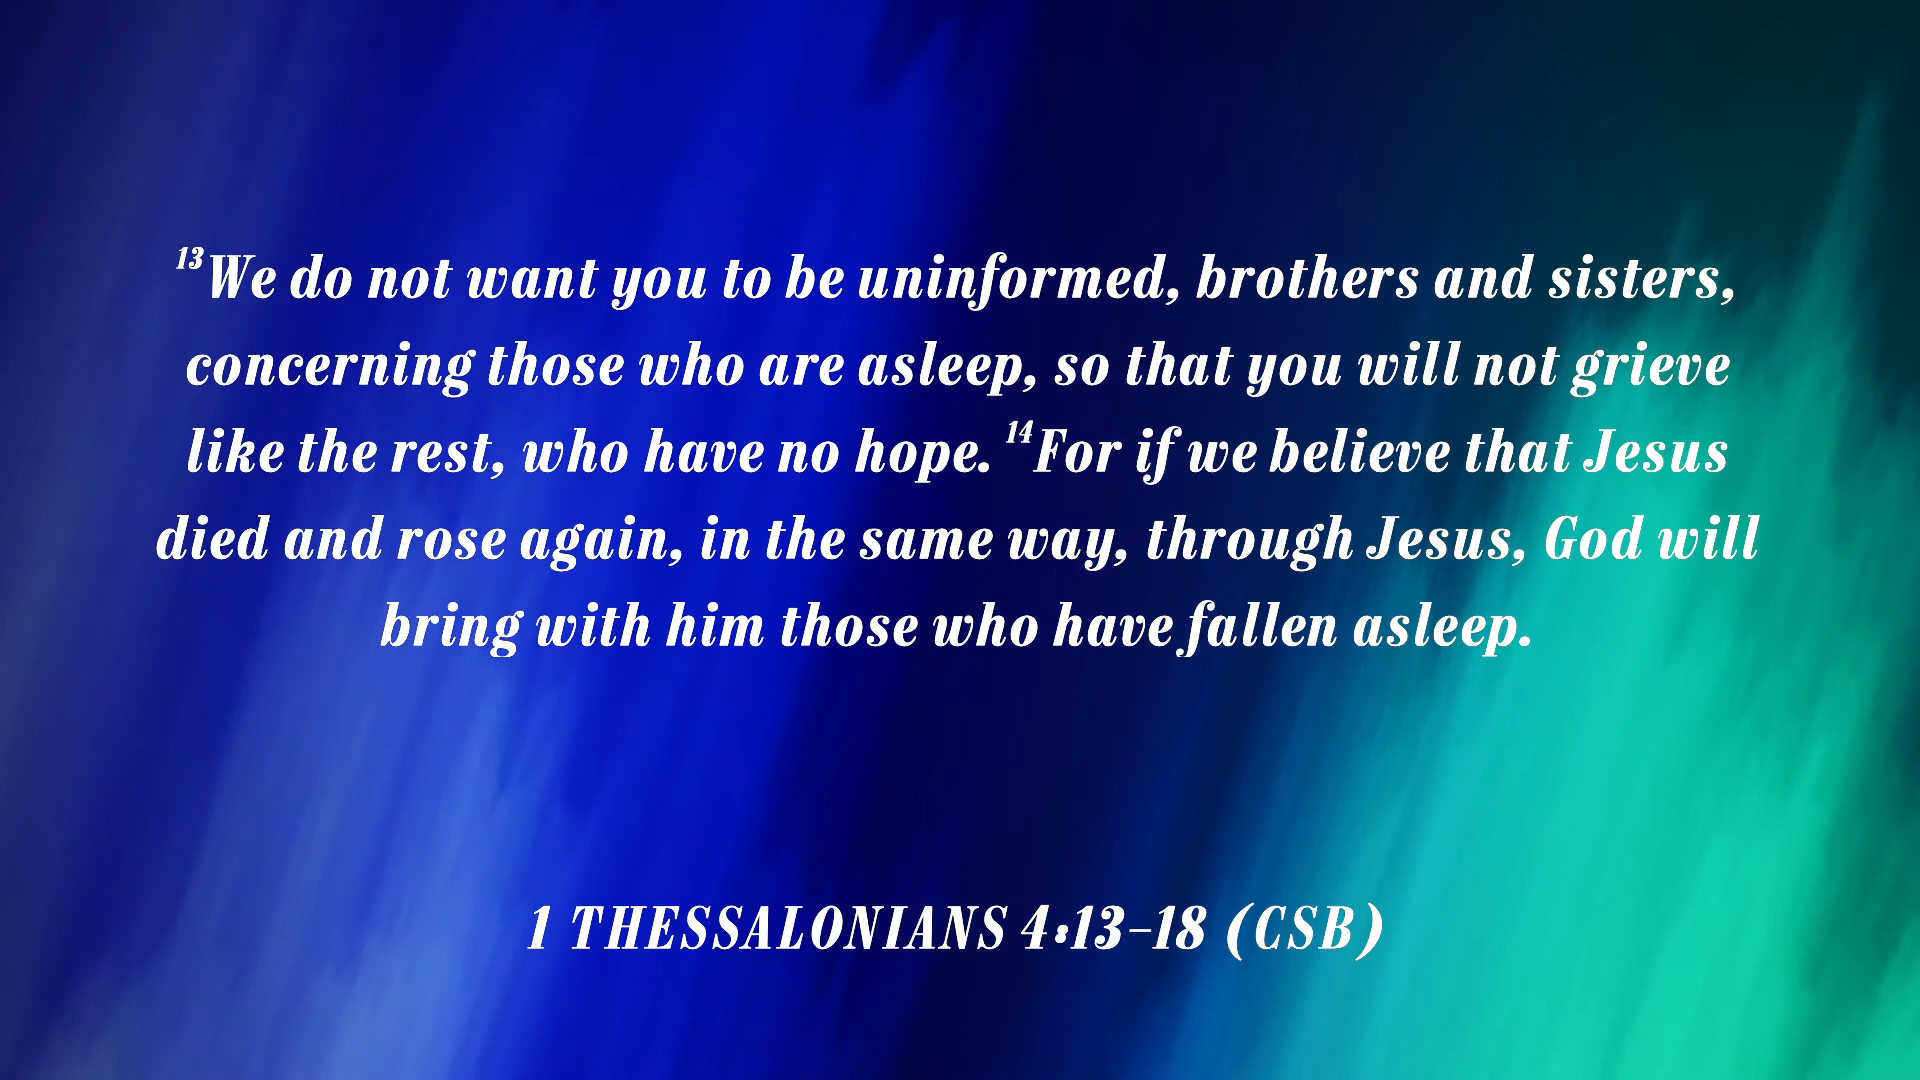 ¹³We do not want you to be uninformed, brothers and sisters,
concerning those who are asleep, so that you will not grieve
like the rest, who have no hope. ¹⁴For if we believe that Jesus
died and rose again, in the same way, through Jesus, God will
bring with him those who have fallen asleep.
1 THESSALONIANS 4:13–18 (CSB)